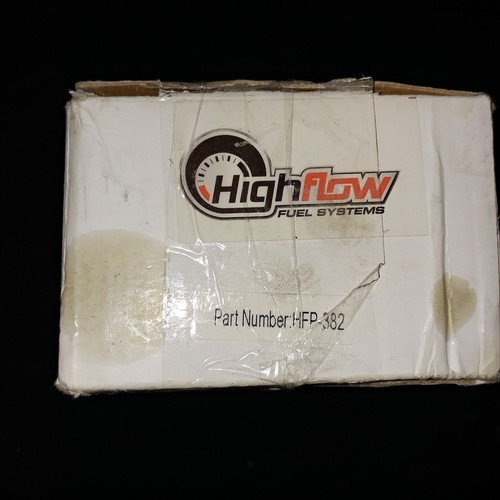 Highflow
FUEL SYSTEMS
Part Number:HFP-382